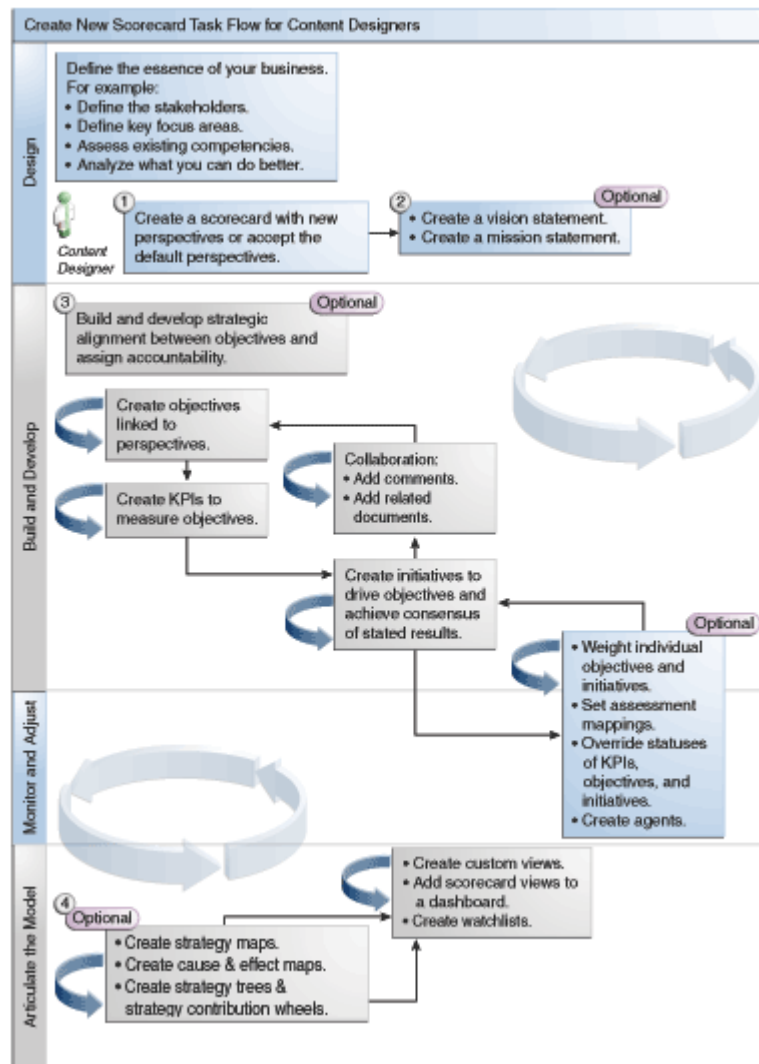 Create New Scorecard Task Flow for Content Designers
Design
Define the essence of your business.
For example:
• Define the stakeholders.
• Define key focus areas.
• Assess existing competencies.
• Analyze what you can do better.
Content
Designer
1
Create a scorecard with new
perspectives or accept the
default perspectives.
2
Optional
• Create a vision statement.
• Create a mission statement.
Build and Develop
3
Optional
Build and develop strategic
alignment between objectives and
assign accountability.
Create objectives
linked to
perspectives.
Collaboration:
• Add comments.
• Add related
documents.
Create KPIs to
measure objectives.
Create initiatives to
drive objectives and
achieve consensus
of stated results.
Optional
• Weight individual
objectives and
initiatives.
• Set assessment
mappings.
• Override statuses
of KPIs,
objectives, and
initiatives.
• Create agents.
Monitor and Adjust
Articulate the Model
• Create custom views.
• Add scorecard views to
a dashboard.
• Create watchlists.
4
Optional
• Create strategy maps.
• Create cause & effect maps.
• Create strategy trees &
strategy contribution wheels.